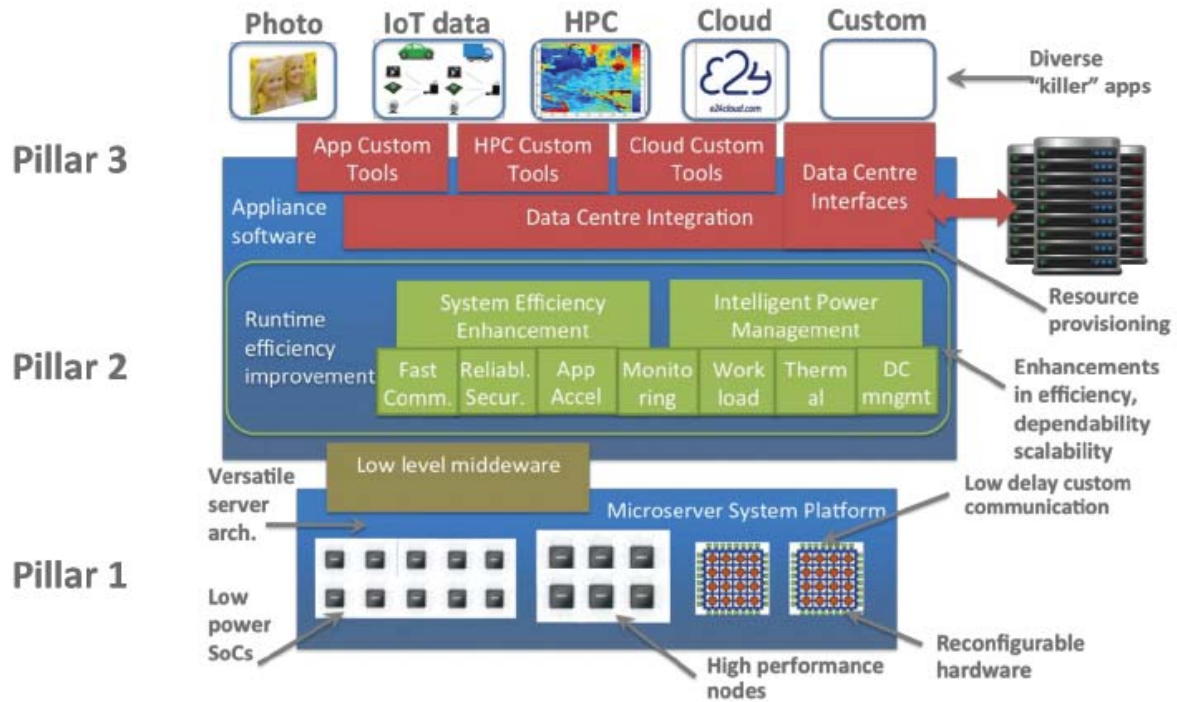 Photo
IoT data
HPC
Cloud
Custom
e24
e24cloud.com
Diverse
"killer" apps
Pillar 3
App Custom
Tools
HPC Custom
Tools
Cloud Custom
Tools
Data Centre
Interfaces
Appliance
software
Data Centre Integration
Resource
provisioning
Pillar 2
Runtime
efficiency
improvement
System Efficiency
Enhancement
Intelligent Power
Management
Fast
Comm.
Reliabl.
Secur.
App
Accel
Monito
ring
Work
load
Therm
al
DC
mngmt
Enhancements
in efficiency,
dependability
scalability
Low level middeware
Versatile
server
arch.
Microserver System Platform
Low delay custom
communication
Pillar 1
Low
power
SoCs
High performance
nodes
Reconfigurable
hardware